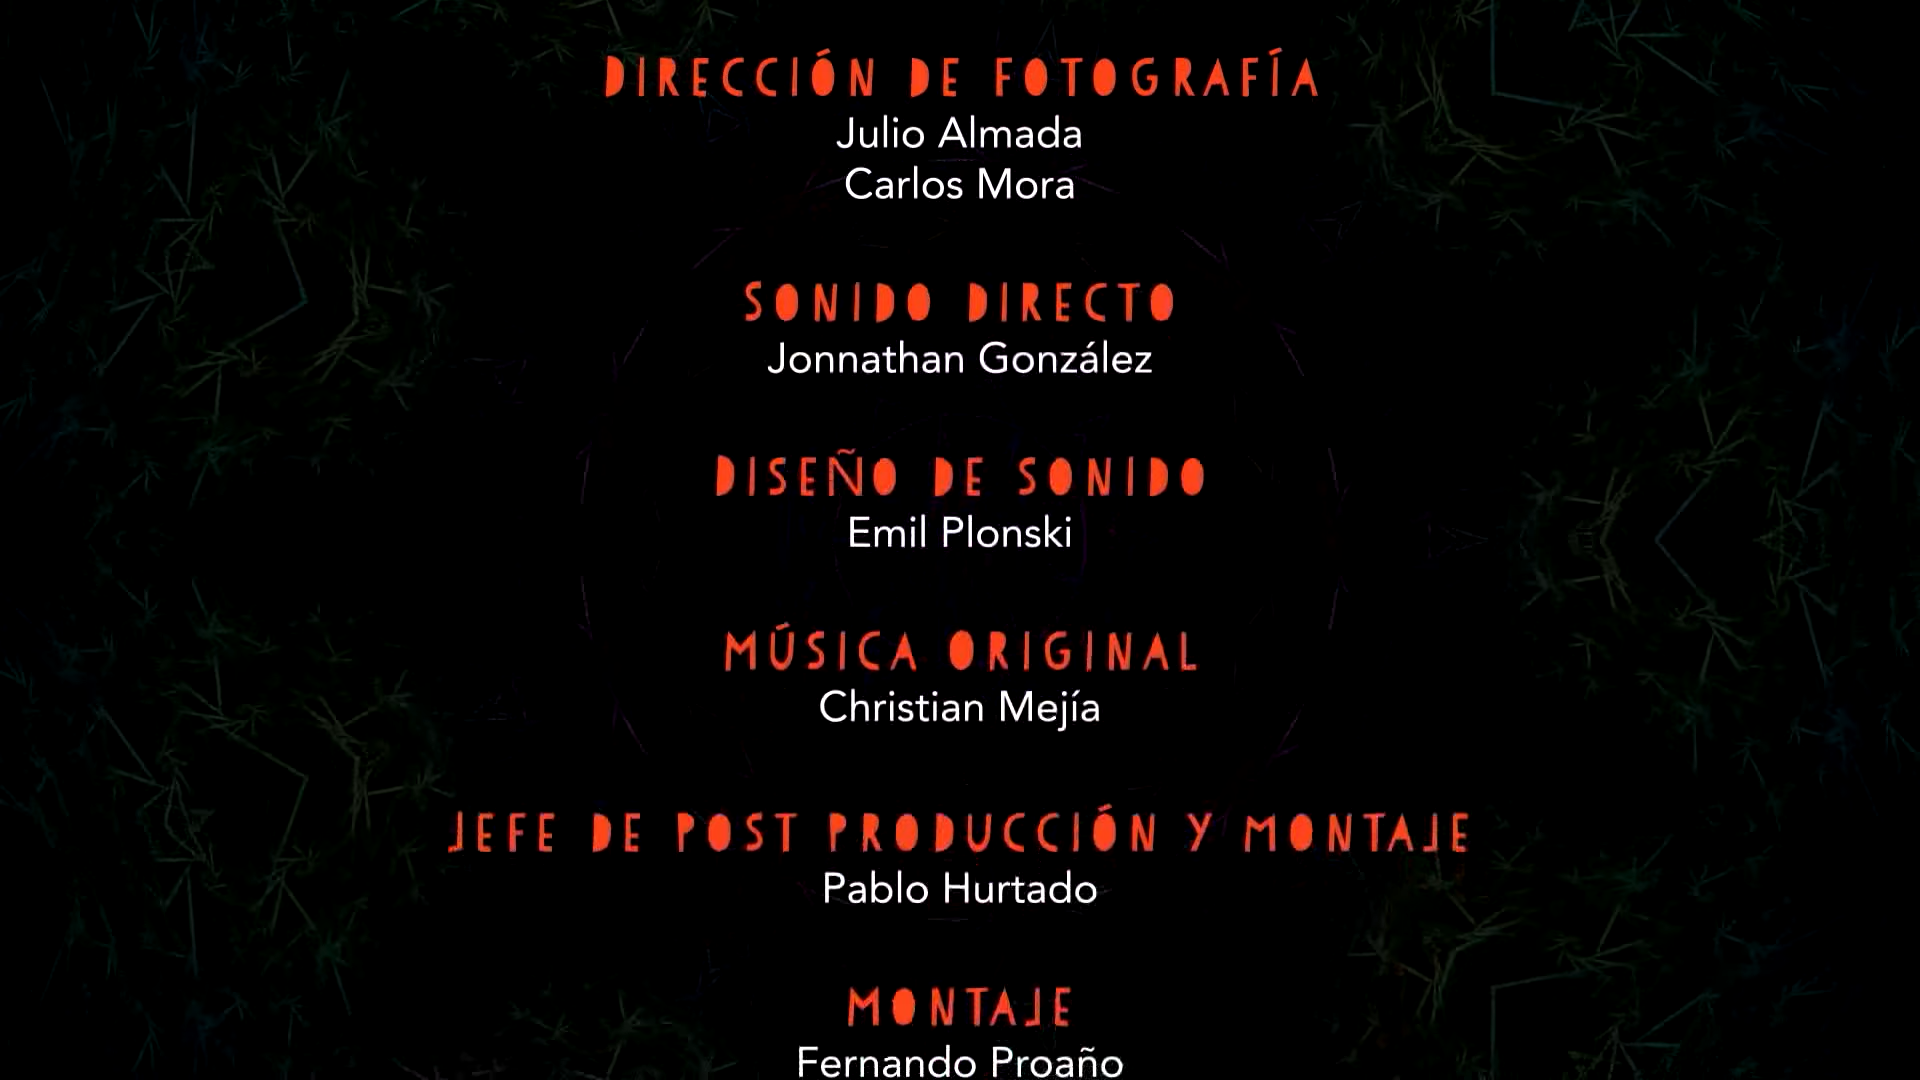 DIRECCIÓN DE FOTOGRAFÍA
Julio Almada
Carlos Mora
SONIDO DIRECTO
Jonnathan González
DISEÑO DE SONIDO
Emil Plonski
MÚSICA ORIGINAL
Christian Mejía
JEFE DE POST PRODUCCIÓN Y MONTAJE
Pablo Hurtado
MONTAJE
Fernando Proaño